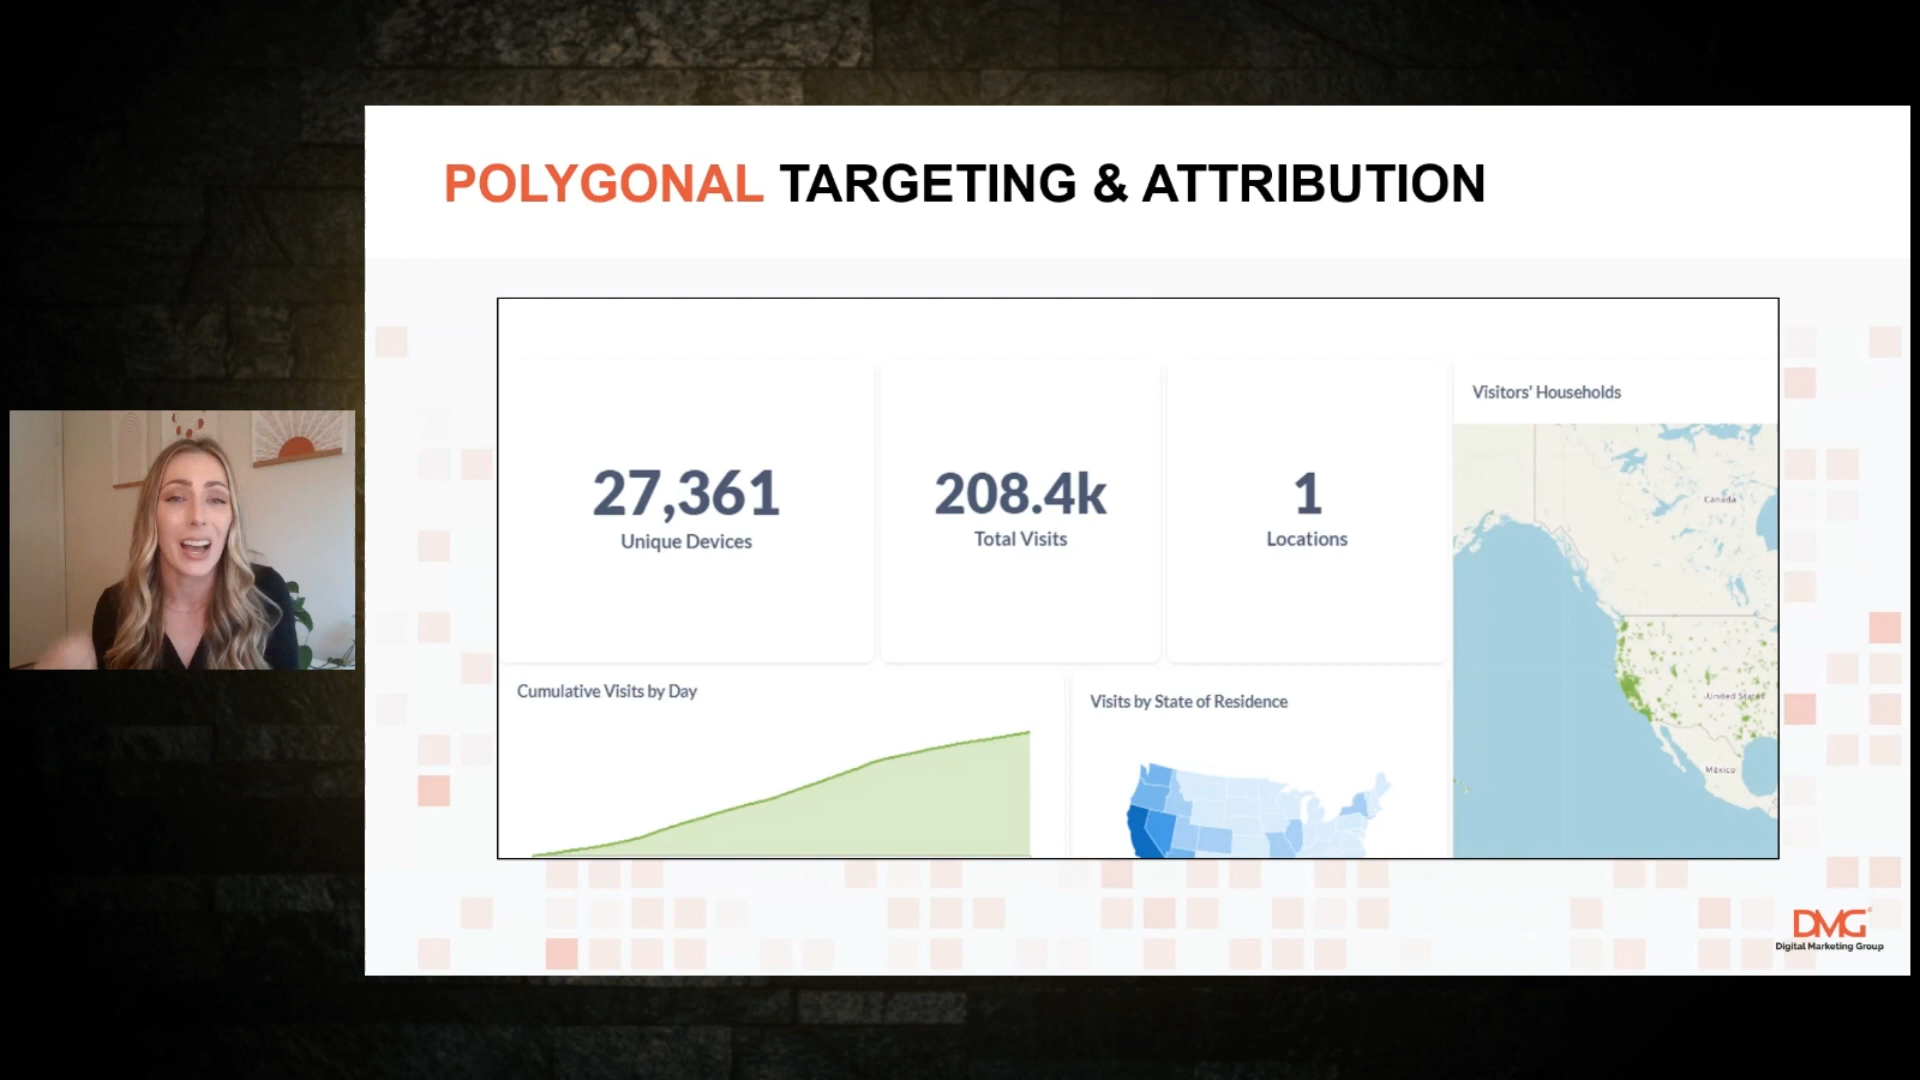 POLYGONAL TARGETING & ATTRIBUTION
27,361
Unique Devices
208.4k
Total Visits
1
Locations
Visitors' Households
Canada
United States
México
Cumulative Visits by Day
Visits by State of Residence
DMG
Digital Marketing Group